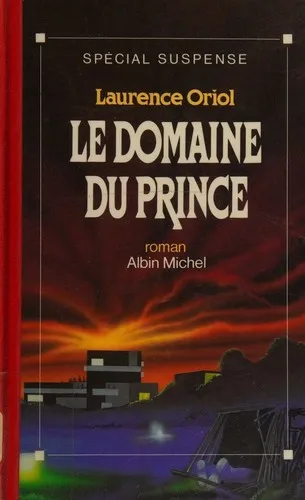 SPÉCIAL SUSPENSE
Laurence Oriol
LE DOMAINE
DU PRINCE
roman
Albin Michel